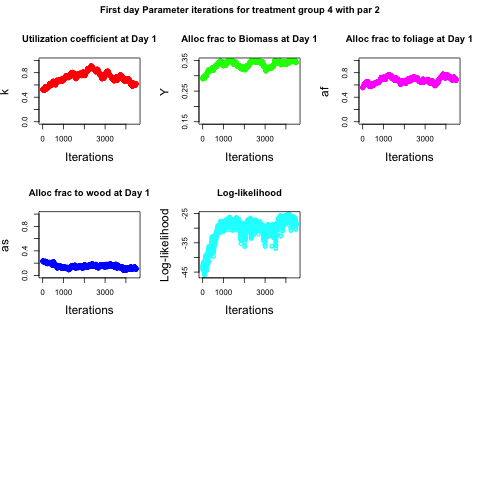 First day Parameter iterations for treatment group 4 with par 2
Utilization coefficient at Day 1
k
0.0 0.4 0.8
0 1000 3000
Iterations
Alloc frac to Biomass at Day 1
Y
0.15 0.25 0.35
0 1000 3000
Iterations
Alloc frac to foliage at Day 1
af
0.0 0.4 0.8
0 1000 3000
Iterations
Alloc frac to wood at Day 1
as
0.0 0.4 0.8
0 1000 3000
Iterations
Log-likelihood
Log-likelihood
-45 -35 -25
0 1000 3000
Iterations